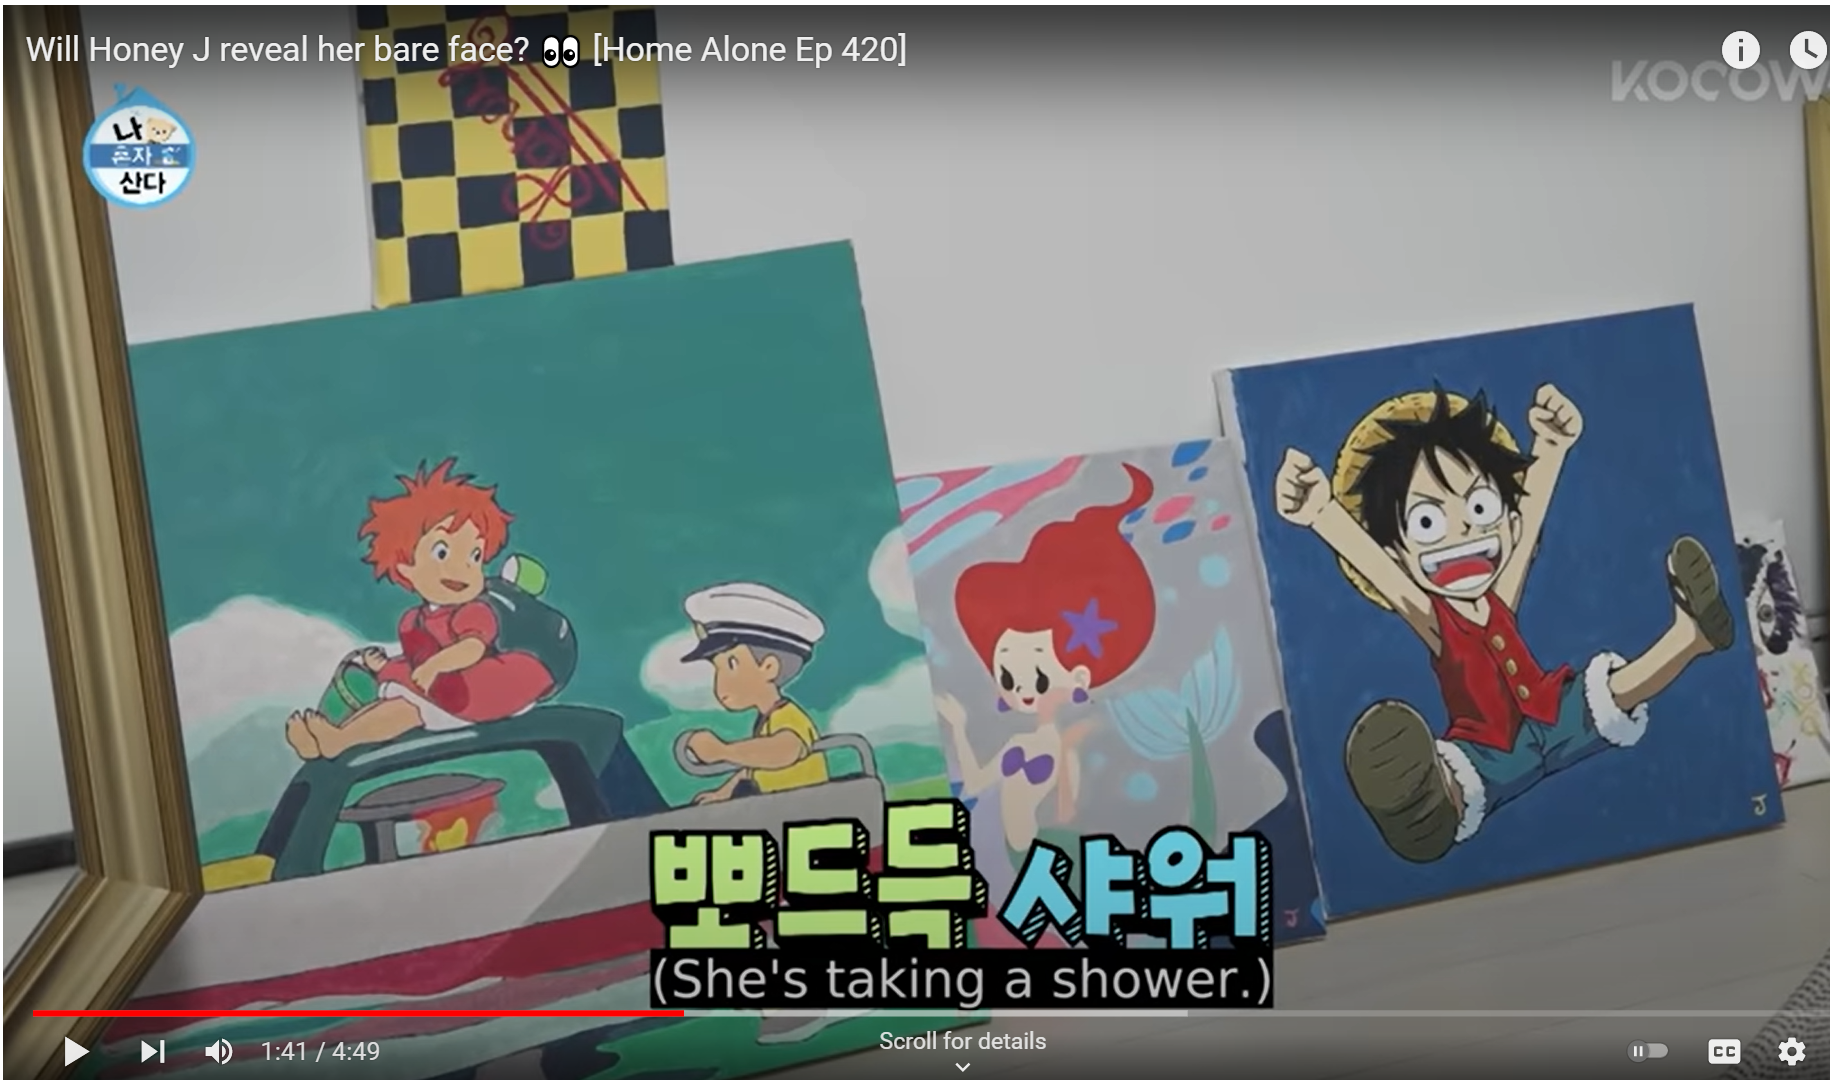 Will Honey J reveal her bare face? 👀 [Home Alone Ep 420]
KOCOW
나
혼자
산다
J
J
뽀드득 샤워
(She's taking a shower.)
1:41 / 4:49
Scroll for details
CC